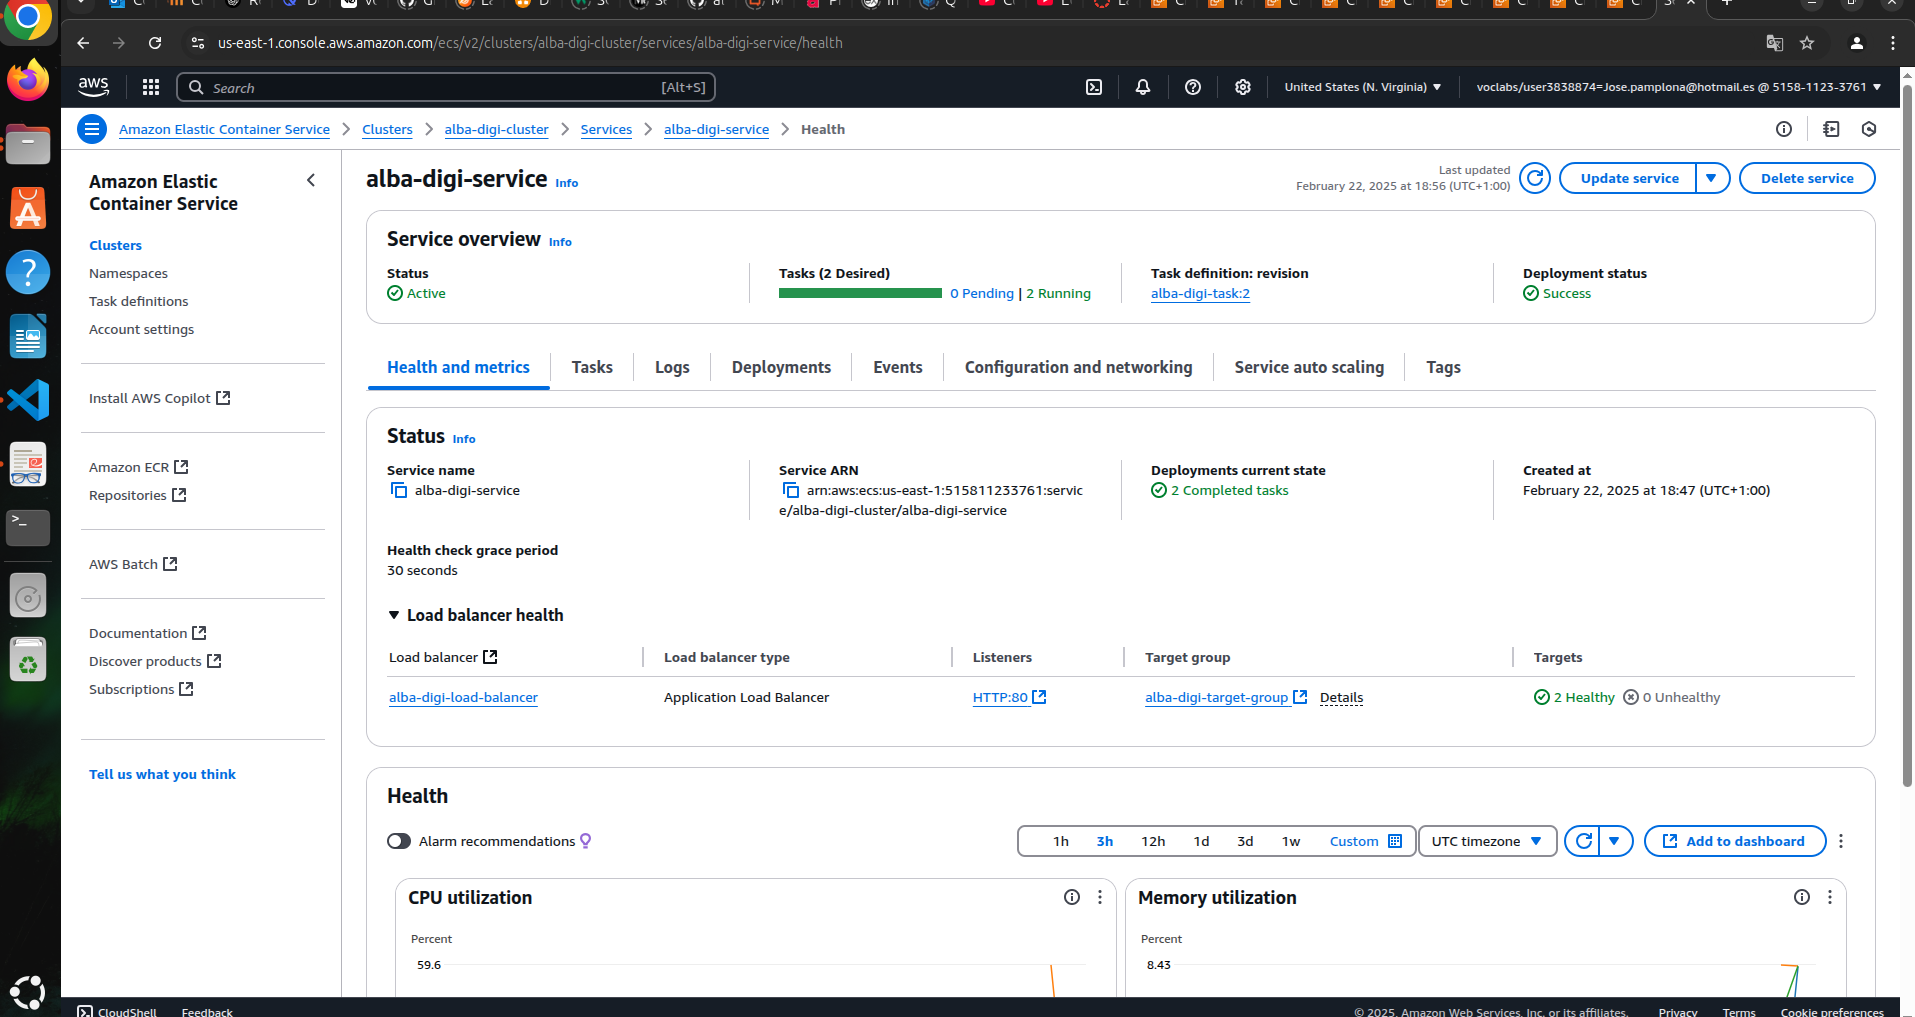 us-east-1.console.aws.amazon.com/ecs/v2/clusters/alba-digi-cluster/services/alba-digi-service/health
aws
Search [Alt+S]
United States (N. Virginia)
voclabs/user3838874=Jose.pamplona@hotmail.es @ 5158-1123-3761
Amazon Elastic Container Service Clusters alba-digi-cluster Services alba-digi-service Health
Amazon Elastic
Container Service
Clusters
Namespaces
Task definitions
Account settings
Install AWS Copilot
Amazon ECR
Repositories
AWS Batch
Documentation
Discover products
Subscriptions
Tell us what you think
alba-digi-service Info
Last updated
February 22, 2025 at 18:56 (UTC+1:00)
Update service
Delete service
Service overview Info
Status
Active
Tasks (2 Desired)
0 Pending | 2 Running
Task definition: revision
alba-digi-task:2
Deployment status
Success
Health and metrics Tasks Logs Deployments Events Configuration and networking Service auto scaling Tags
Status Info
Service name
alba-digi-service
Service ARN
arn:aws:ecs:us-east-1:515811233761:servic
e/alba-digi-cluster/alba-digi-service
Deployments current state
2 Completed tasks
Created at
February 22, 2025 at 18:47 (UTC+1:00)
Health check grace period
30 seconds
Load balancer health
Load balancer Load balancer type Listeners Target group Targets
alba-digi-load-balancer Application Load Balancer HTTP:80 alba-digi-target-group Details 2 Healthy 0 Unhealthy
Health
Alarm recommendations
1h 3h 12h 1d 3d 1w Custom
UTC timezone
Add to dashboard
CPU utilization
Percent
59.6
Memory utilization
Percent
8.43
CloudShell Feedback
© 2025, Amazon Web Services, Inc. or its affiliates. Privacy Terms Cookie preferences